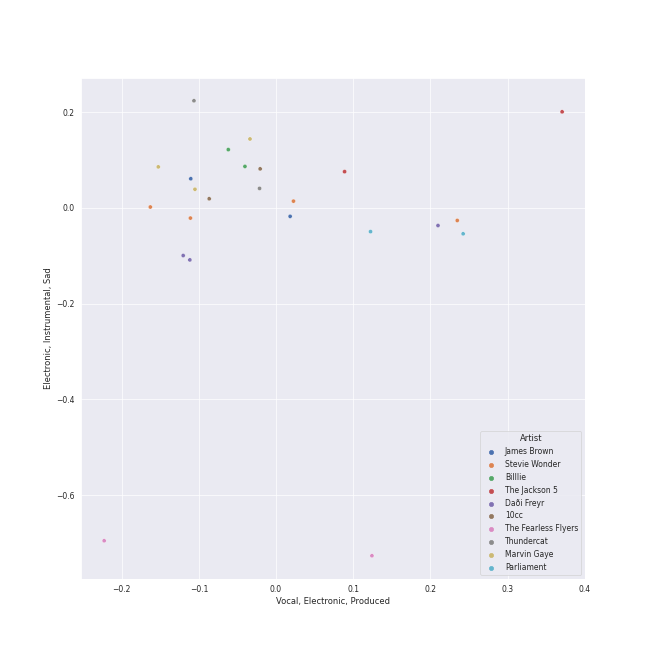 0.2
0.0
−0.2
−0.4
−0.6
Electronic, Instrumental, Sad
−0.2
−0.1
0.0
0.1
0.2
0.3
0.4
Vocal, Electronic, Produced
Artist
James Brown
Stevie Wonder
Billlie
The Jackson 5
Daði Freyr
10cc
The Fearless Flyers
Thundercat
Marvin Gaye
Parliament